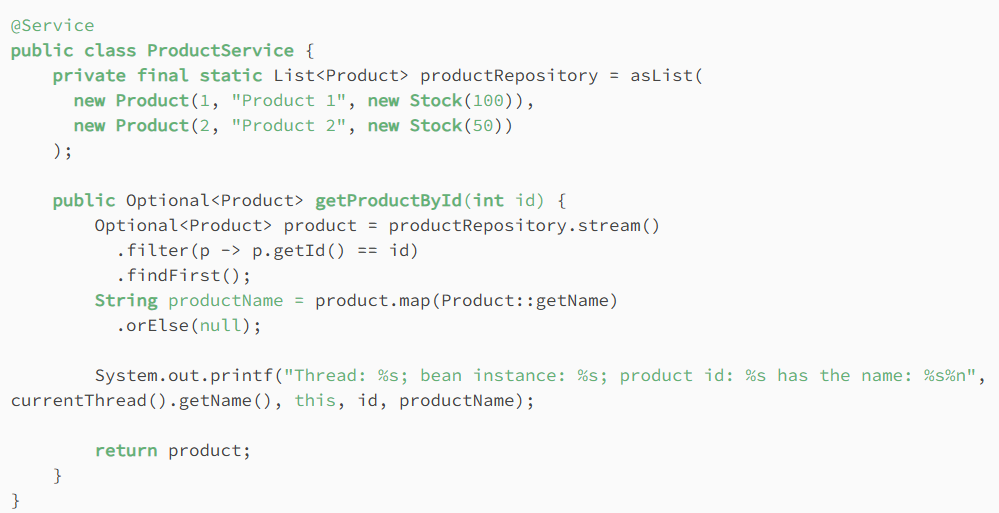 @Service
public class ProductService {
    private final static List<Product> productRepository = asList(
      new Product(1, "Product 1", new Stock(100)),
      new Product(2, "Product 2", new Stock(50))
    );

    public Optional<Product> getProductById(int id) {
        Optional<Product> product = productRepository.stream()
          .filter(p -> p.getId() == id)
          .findFirst();
        String productName = product.map(Product::getName)
          .orElse(null);

        System.out.printf("Thread: %s; bean instance: %s; product id: %s has the name: %s%n",
currentThread().getName(), this, id, productName);

        return product;
    }
}